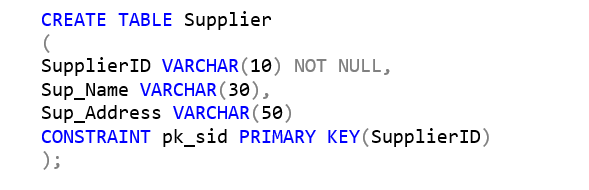 CREATE TABLE Supplier
(
SupplierID VARCHAR(10) NOT NULL,
Sup_Name VARCHAR(30),
Sup_Address VARCHAR(50)
CONSTRAINT pk_sid PRIMARY KEY(SupplierID)
);